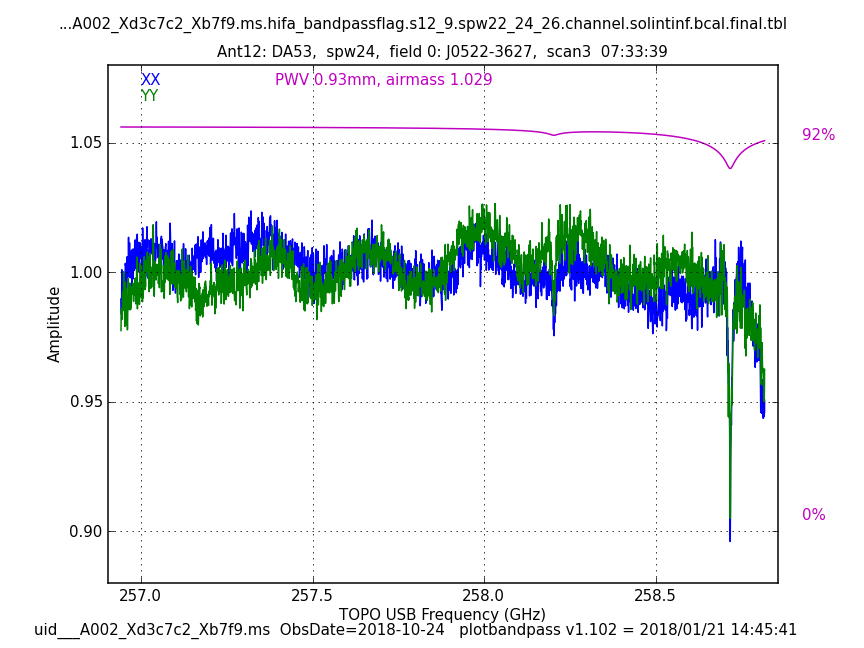 ...A002_Xd3c7c2_Xb7f9.ms.hifa_bandpassflag.s12_9.spw22_24_26.channel.solintinf.bcal.final.tbl
Ant12: DA53,  spw24,  field 0: J0522-3627,  scan3  07:33:39
XX
PWV 0.93mm, airmass 1.029
YY
92%
1.05
1.00
0.95
0.90
0%
Amplitude
257.0
257.5
258.0
258.5
TOPO USB Frequency (GHz)
uid___A002_Xd3c7c2_Xb7f9.ms  ObsDate=2018-10-24   plotbandpass v1.102 = 2018/01/21 14:45:41